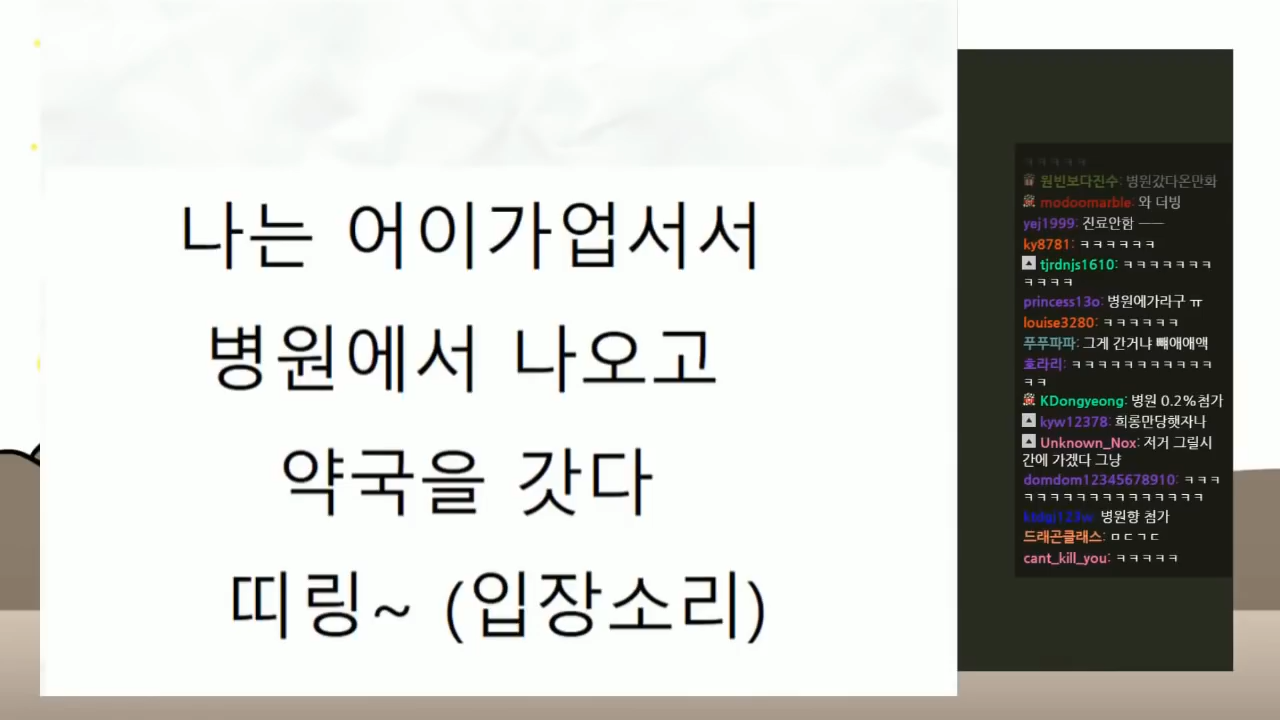 나는 어이가업서서
병원에서 나오고
약국을 갓다
띠링~ (입장소리)
ㅋㅋㅋㅋㅋ
원빈보다진수: 병원갔다온만화
modoomarble: 와 더빙
yej1999: 진료안함 ㅡㅡ
ky8781: ㅋㅋㅋㅋㅋㅋ
tjrdnjs1610: ㅋㅋㅋㅋㅋㅋㅋ
ㅋㅋㅋㅋ
princess13o: 병원에가라구 ㅠ
louise3280: ㅋㅋㅋㅋㅋㅋ
푸푸파파: 그게 간거냐 빼애애액
호라리: ㅋㅋㅋㅋㅋㅋㅋㅋㅋㅋㅋ
ㅋㅋ
KDongyeong: 병원 0.2%첨가
kyw12378: 희롱만당햇자나
Unknown_Nox: 저거 그릴시
간에 가겠다 그냥
domdom12345678910: ㅋㅋㅋ
ㅋㅋㅋㅋㅋㅋㅋㅋㅋㅋㅋㅋㅋㅋ
병원향 첨가
드래곤클래스: ㅁㄷㄱㄷ
cant_kill_you: ㅋㅋㅋㅋㅋ